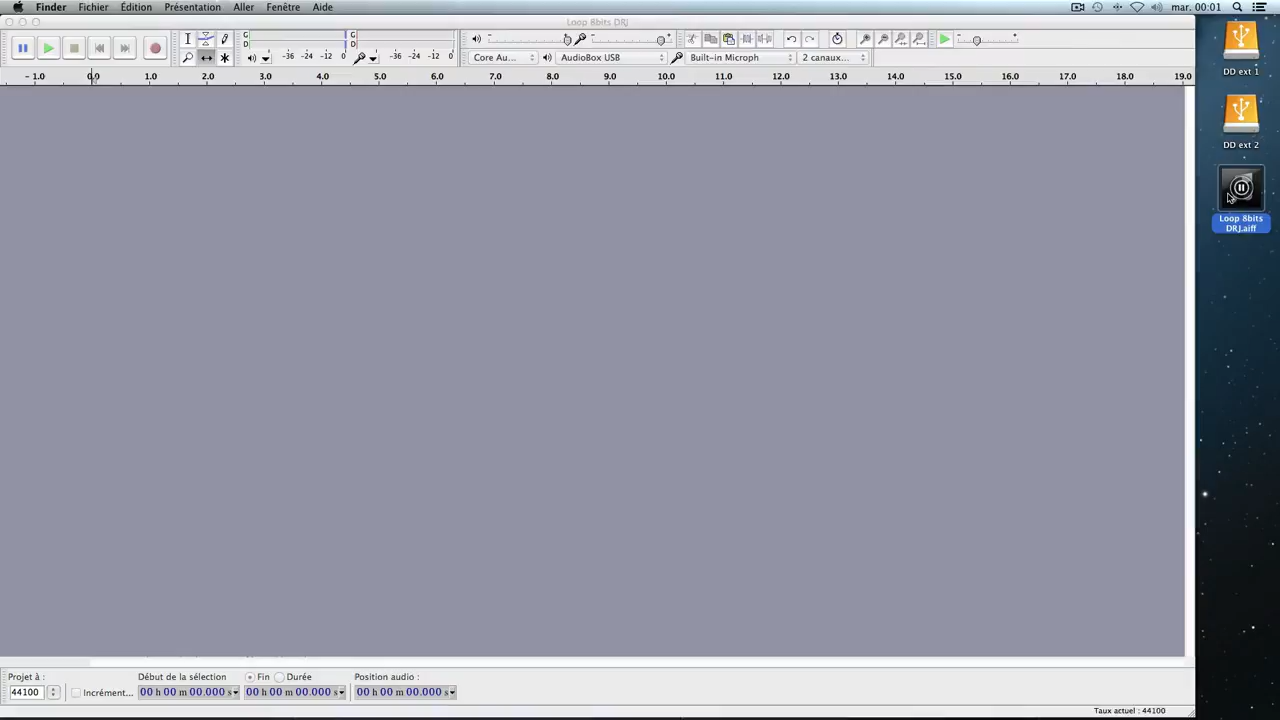 Finder Fichier Édition Présentation Aller Fenêtre Aide mar. 00:01
Loop 8bits DRJ
G D -36 -24 -12 0 G D -36 -24 -12 0
Core Au... AudioBox USB Built-in Microph 2 canaux...
-1.0 0.0 1.0 2.0 3.0 4.0 5.0 6.0 7.0 8.0 9.0 10.0 11.0 12.0 13.0 14.0 15.0 16.0 17.0 18.0 19.0
DD ext 1
DD ext 2
Loop 8bits
DRJ.aiff
Projet à : Début de la sélection Fin Durée Position audio :
44100 Incrément... 00 h 00 m 00.000 s 00 h 00 m 00.000 s 00 h 00 m 00.000 s
Taux actuel : 44100